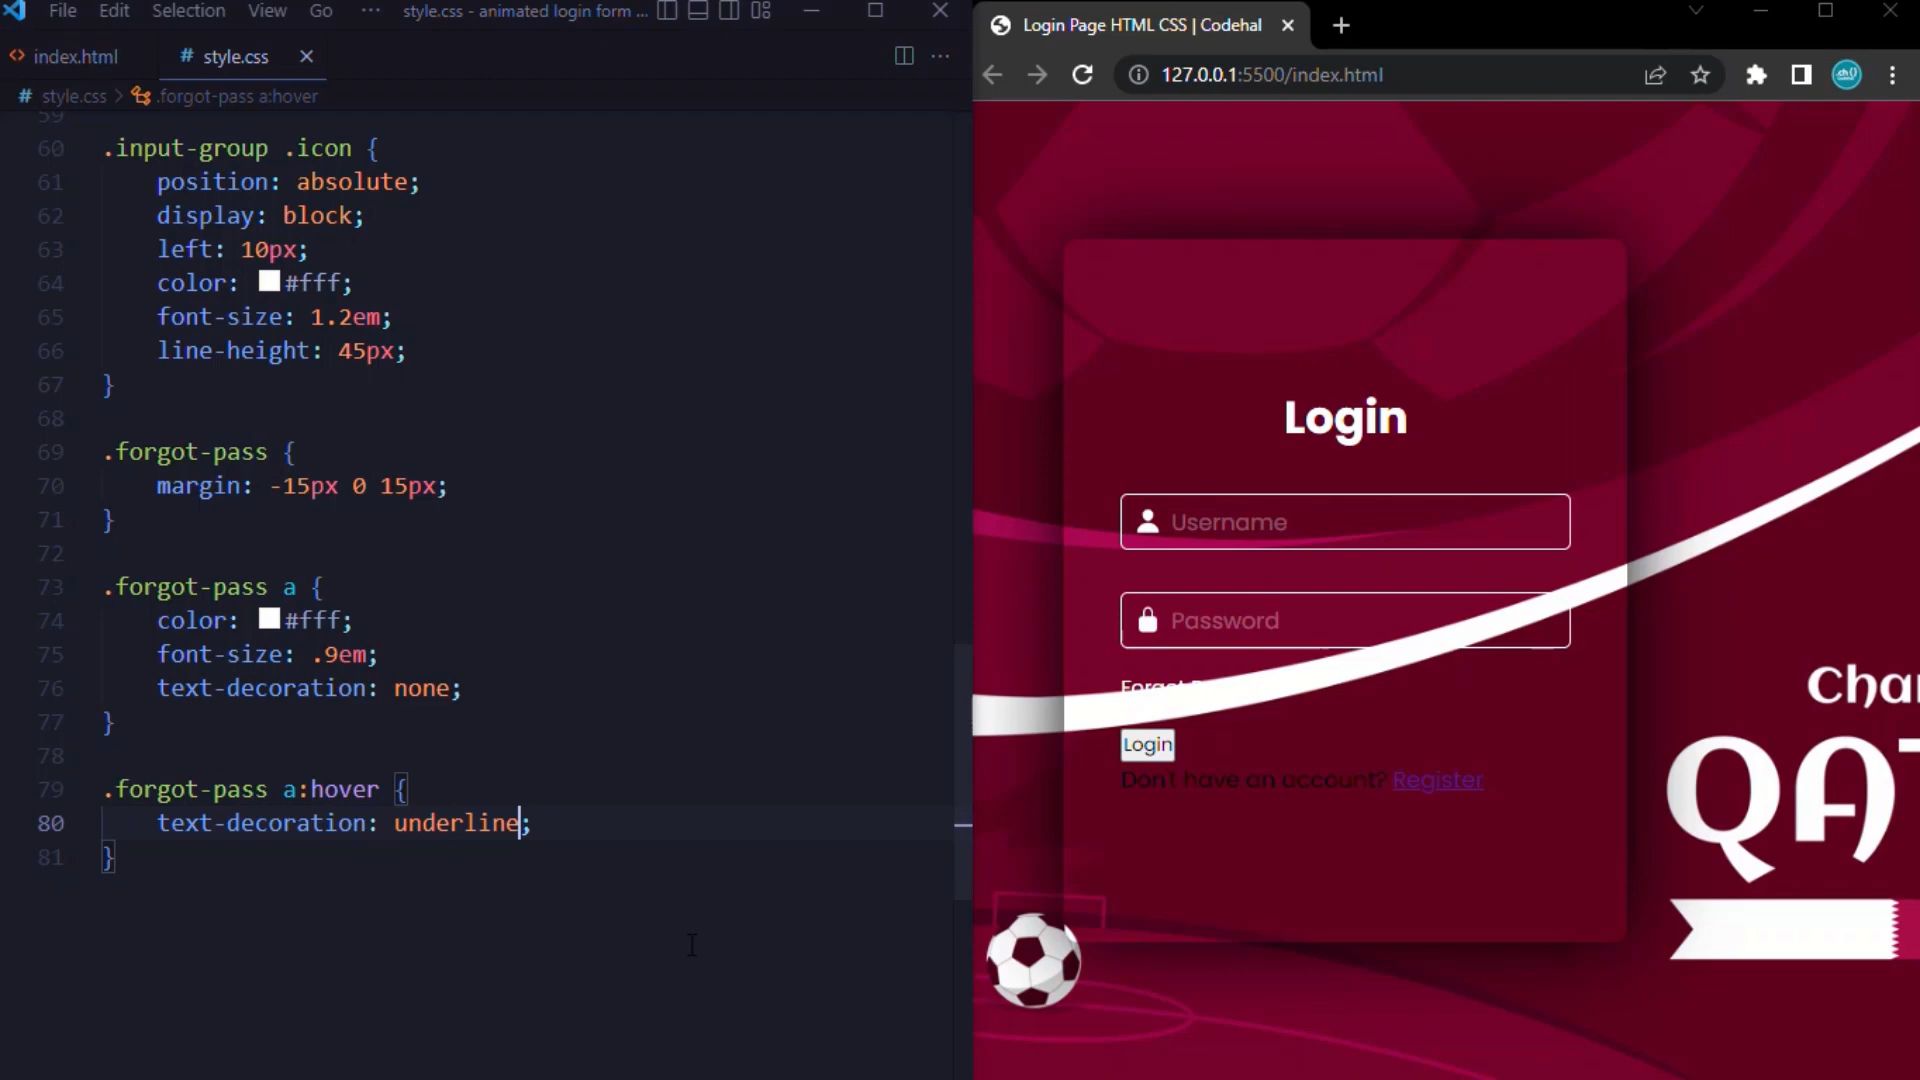 File Edit Selection View Go ··· style.css - animated login form ...
index.html
# style.css
# style.css > .forgot-pass a:hover
59
60 .input-group .icon {
61 position: absolute;
62 display: block;
63 left: 10px;
64 color: #fff;
65 font-size: 1.2em;
66 line-height: 45px;
67 }
68
69 .forgot-pass {
70 margin: -15px 0 15px;
71 }
72
73 .forgot-pass a {
74 color: #fff;
75 font-size: .9em;
76 text-decoration: none;
77 }
78
79 .forgot-pass a:hover {
80 text-decoration: underline;
81 }
Login Page HTML CSS | Codehal
127.0.0.1:5500/index.html
Login
Username
Password
Forgot
Login
Don't have an account? Register